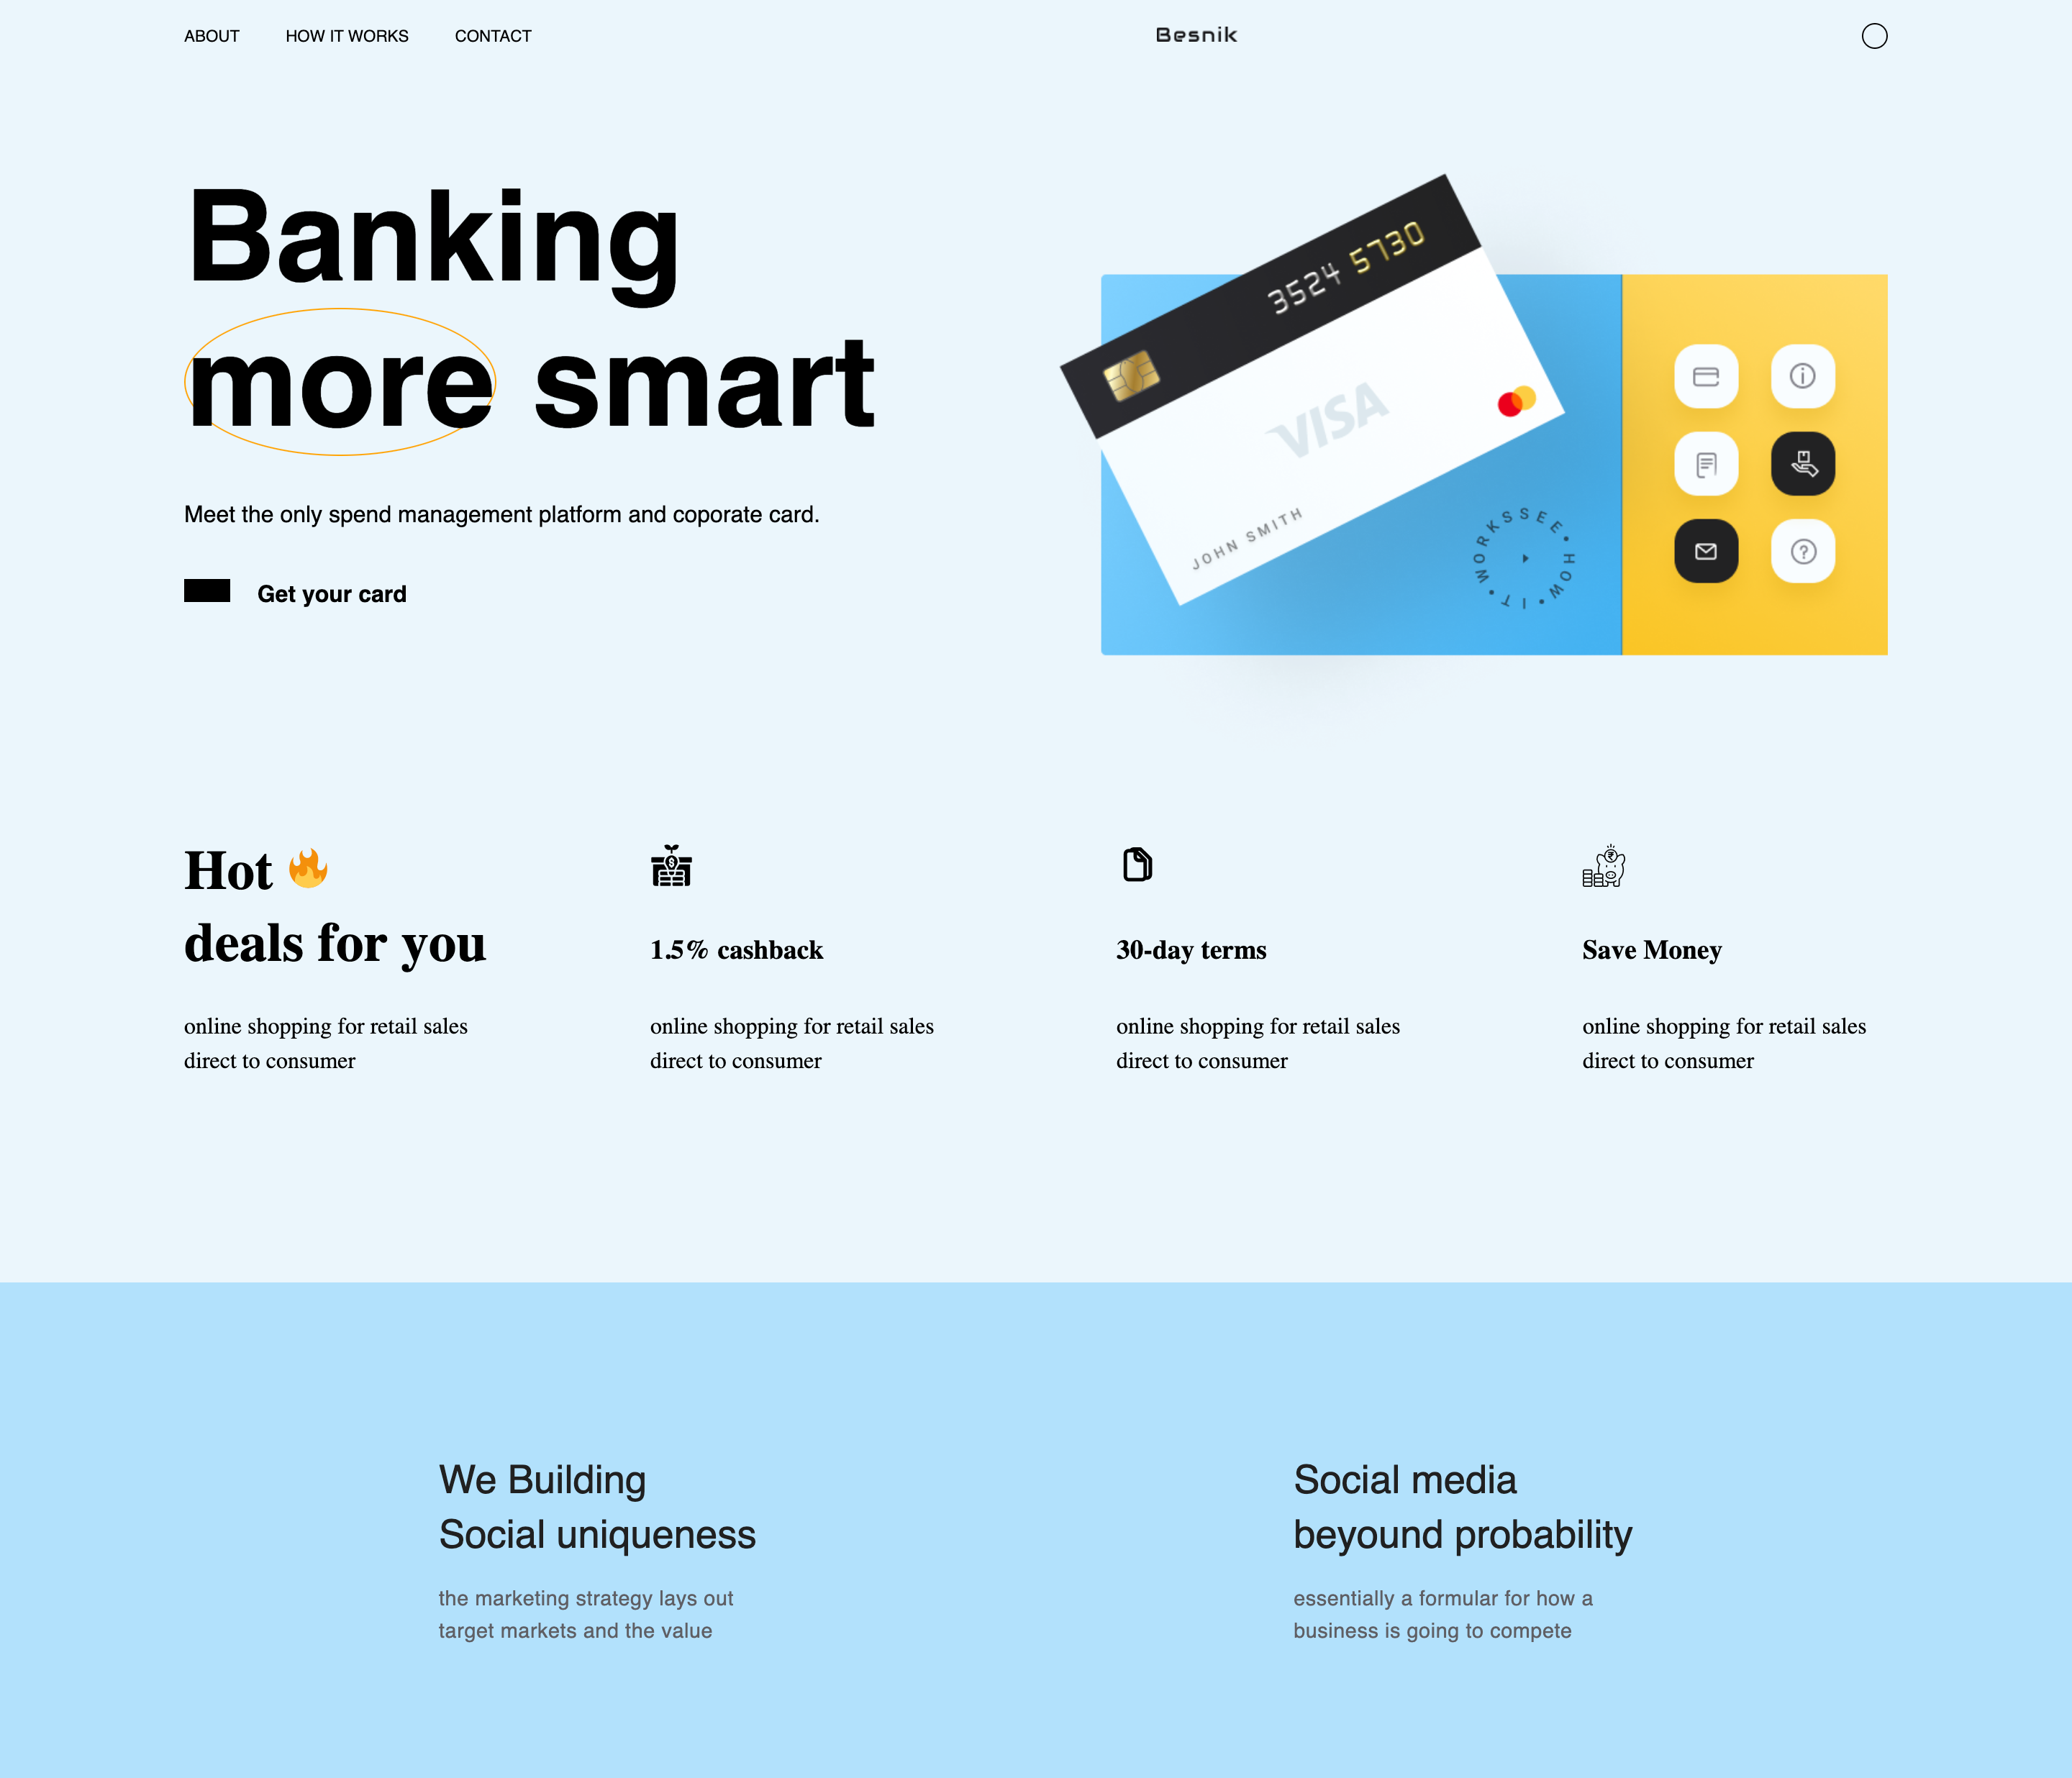 ABOUT HOW IT WORKS CONTACT Besnik
Banking
more smart
Meet the only spend management platform and coporate card.
Get your card
3524 5730
VISA
JOHN SMITH
SEE • HOW • IT • WORKS
Hot
deals for you
online shopping for retail sales
direct to consumer
1.5% cashback
online shopping for retail sales
direct to consumer
30-day terms
online shopping for retail sales
direct to consumer
Save Money
online shopping for retail sales
direct to consumer
We Building
Social uniqueness
the marketing strategy lays out
target markets and the value
Social media
beyound probability
essentially a formular for how a
business is going to compete